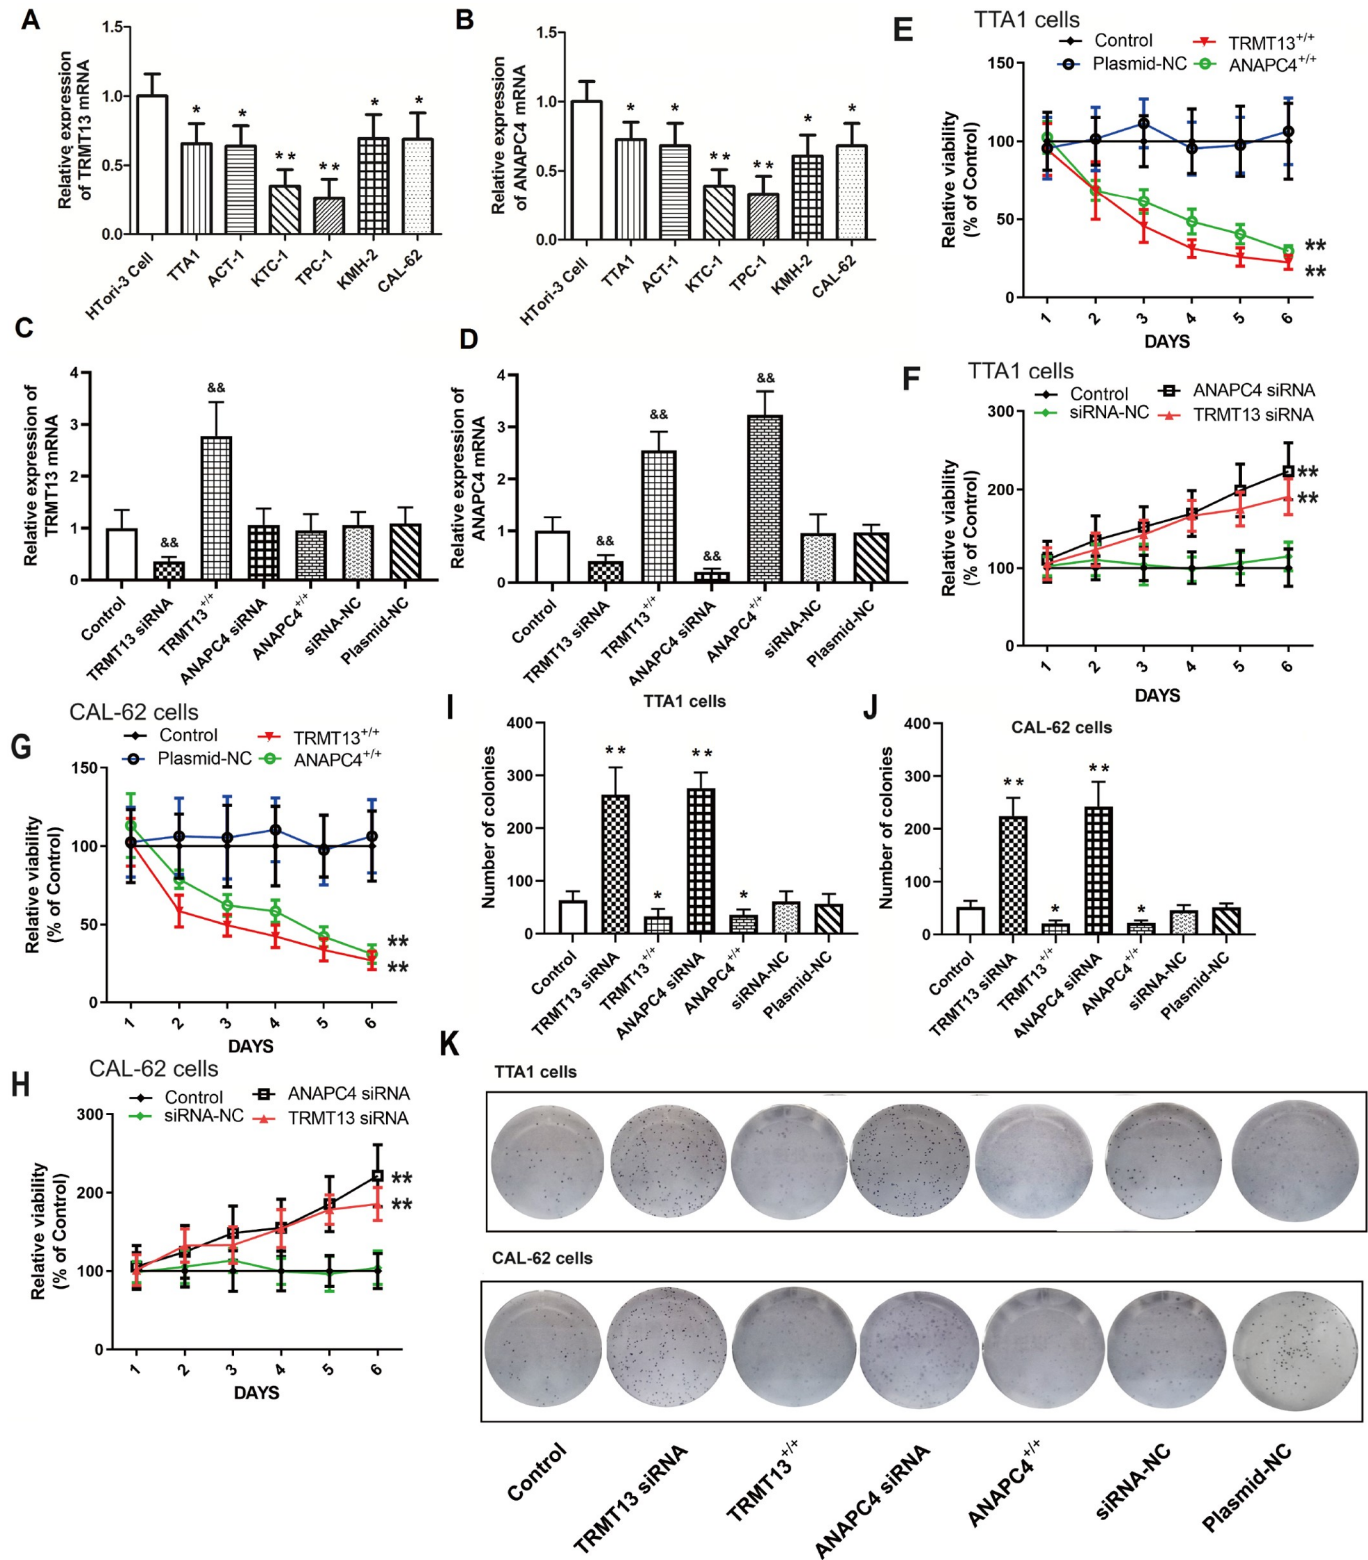 A
Relative expression
of TRMT13 mRNA
1.5
1.0
0.5
0.0
*
*
**
**
*
*
HTori-3 Cell
TTA1
ACT-1
KTC-1
TPC-1
KMH-2
CAL-62
B
Relative expression
of ANAPC4 mRNA
1.5
1.0
0.5
0.0
*
*
**
**
*
*
HTori-3 Cell
TTA1
ACT-1
KTC-1
TPC-1
KMH-2
CAL-62
C
Relative expression of
TRMT13 mRNA
4
3
2
1
0
&&
&&
Control
TRMT13 siRNA
TRMT13+/+
ANAPC4 siRNA
ANAPC4+/+
siRNA-NC
Plasmid-NC
D
Relative expression of
ANAPC4 mRNA
4
3
2
1
0
&&
&&
&&
&&
Control
TRMT13 siRNA
TRMT13+/+
ANAPC4 siRNA
ANAPC4+/+
siRNA-NC
Plasmid-NC
E
TTA1 cells
Control
TRMT13+/+
Plasmid-NC
ANAPC4+/+
Relative viability
(% of Control)
150
100
50
0
**
**
1 2 3 4 5 6
DAYS
F
TTA1 cells
Control
ANAPC4 siRNA
siRNA-NC
TRMT13 siRNA
Relative viability
(% of Control)
300
200
100
0
**
**
1 2 3 4 5 6
DAYS
G
CAL-62 cells
Control
TRMT13+/+
Plasmid-NC
ANAPC4+/+
Relative viability
(% of Control)
150
100
50
0
**
**
1 2 3 4 5 6
DAYS
H
CAL-62 cells
Control
ANAPC4 siRNA
siRNA-NC
TRMT13 siRNA
Relative viability
(% of Control)
300
200
100
0
**
**
1 2 3 4 5 6
DAYS
I
TTA1 cells
Number of colonies
400
300
200
100
0
**
*
**
*
Control
TRMT13 siRNA
TRMT13+/+
ANAPC4 siRNA
ANAPC4+/+
siRNA-NC
Plasmid-NC
J
CAL-62 cells
Number of colonies
400
300
200
100
0
**
*
**
*
Control
TRMT13 siRNA
TRMT13+/+
ANAPC4 siRNA
ANAPC4+/+
siRNA-NC
Plasmid-NC
K
TTA1 cells
CAL-62 cells
Control
TRMT13 siRNA
TRMT13+/+
ANAPC4 siRNA
ANAPC4+/+
siRNA-NC
Plasmid-NC